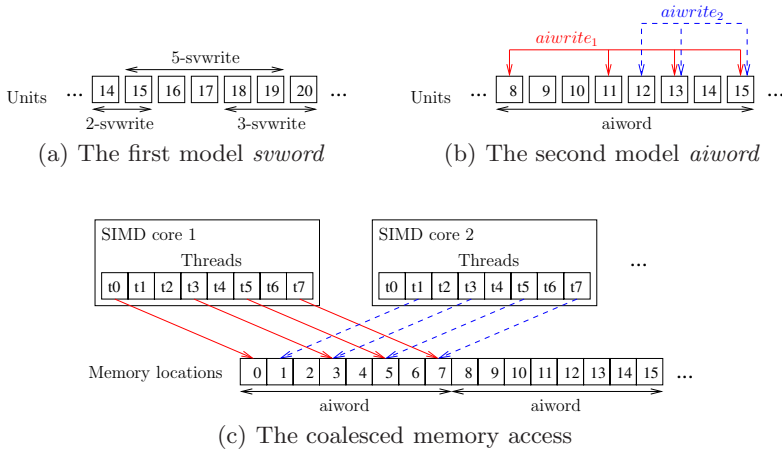 5-svwrite
Units ... 14 15 16 17 18 19 20 ...
2-svwrite 3-svwrite
(a) The first model svword
aiwrite1 aiwrite2
Units ... 8 9 10 11 12 13 14 15 ...
aiword
(b) The second model aiword
SIMD core 1 SIMD core 2
Threads Threads ...
t0 t1 t2 t3 t4 t5 t6 t7 t0 t1 t2 t3 t4 t5 t6 t7
Memory locations 0 1 2 3 4 5 6 7 8 9 10 11 12 13 14 15 ...
aiword aiword
(c) The coalesced memory access